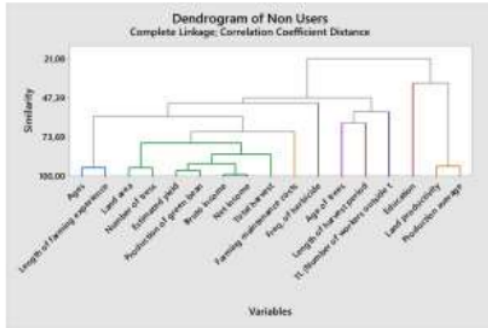 Dendrogram of Non Users
Complete Linkage; Correlation Coefficient Distance
Similarity
21,08
47,39
73,69
100,00
Ages
Length of farming experience
Land area
Number of trees
Estimated yield
Production of green bean
Bruto Income
Net Income
Total harvest
Farming maintenance costs
Freq. of herbicide
Age of trees
Length of harvest period
TL (Number of workers outside t
Education
Land productivity
Production average
Variables